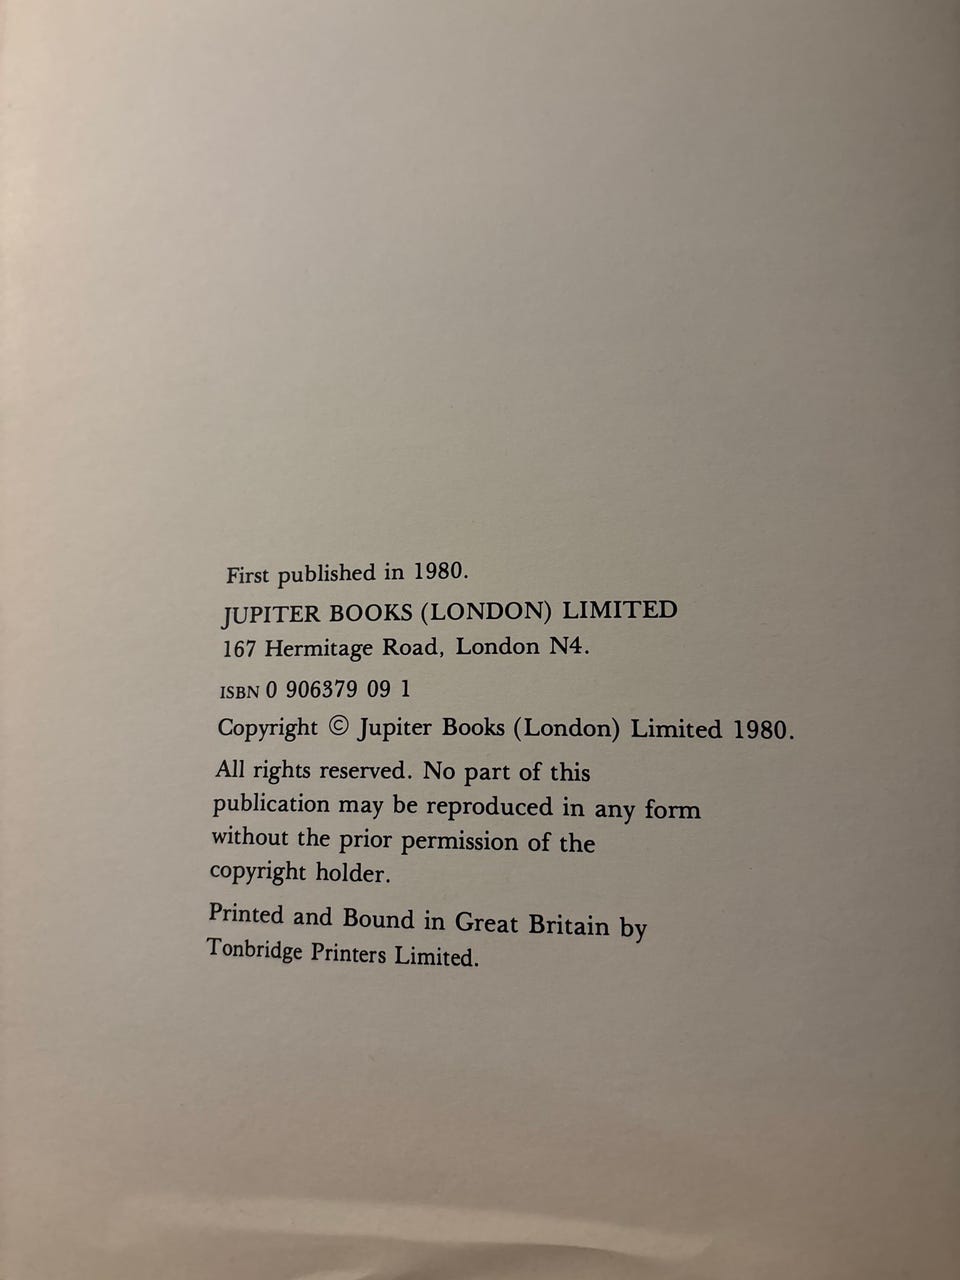 First published in 1980.
JUPITER BOOKS (LONDON) LIMITED
167 Hermitage Road, London N4.
ISBN 0 906379 09 1
Copyright © Jupiter Books (London) Limited 1980.
All rights reserved. No part of this
publication may be reproduced in any form
without the prior permission of the
copyright holder.
Printed and Bound in Great Britain by
Tonbridge Printers Limited.